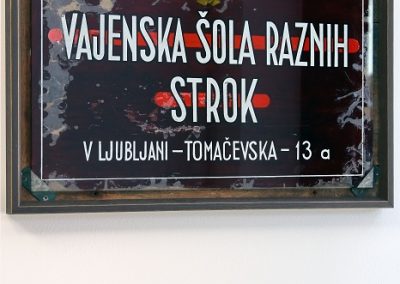 VAJENSKA ŠOLA RAZNIH
STROK
V LJUBLJANI – TOMAČEVSKA – 13 a